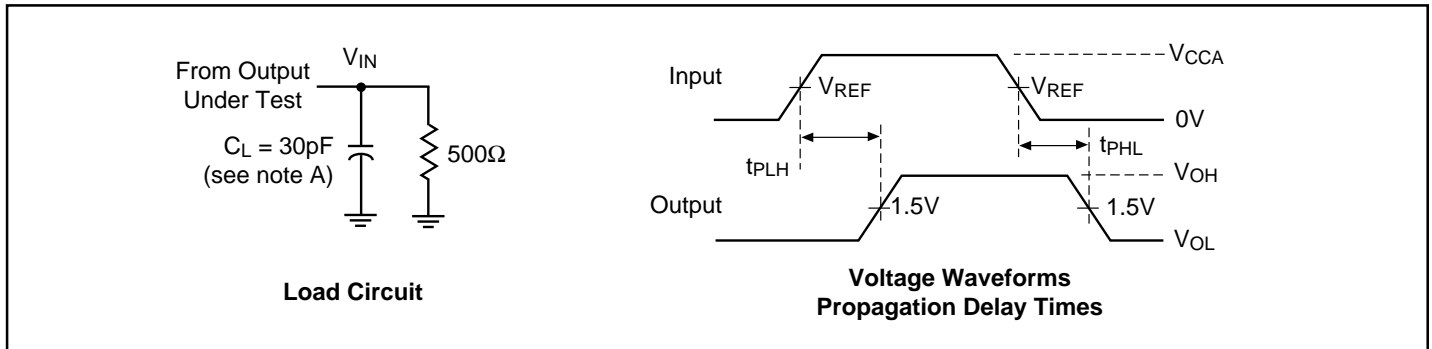 V_IN
From Output
Under Test
C_L = 30pF
(see note A)
500Ω
Load Circuit
Input
V_REF
V_REF
V_CCA
0V
t_PLH
t_PHL
Output
1.5V
1.5V
V_OH
V_OL
Voltage Waveforms
Propagation Delay Times